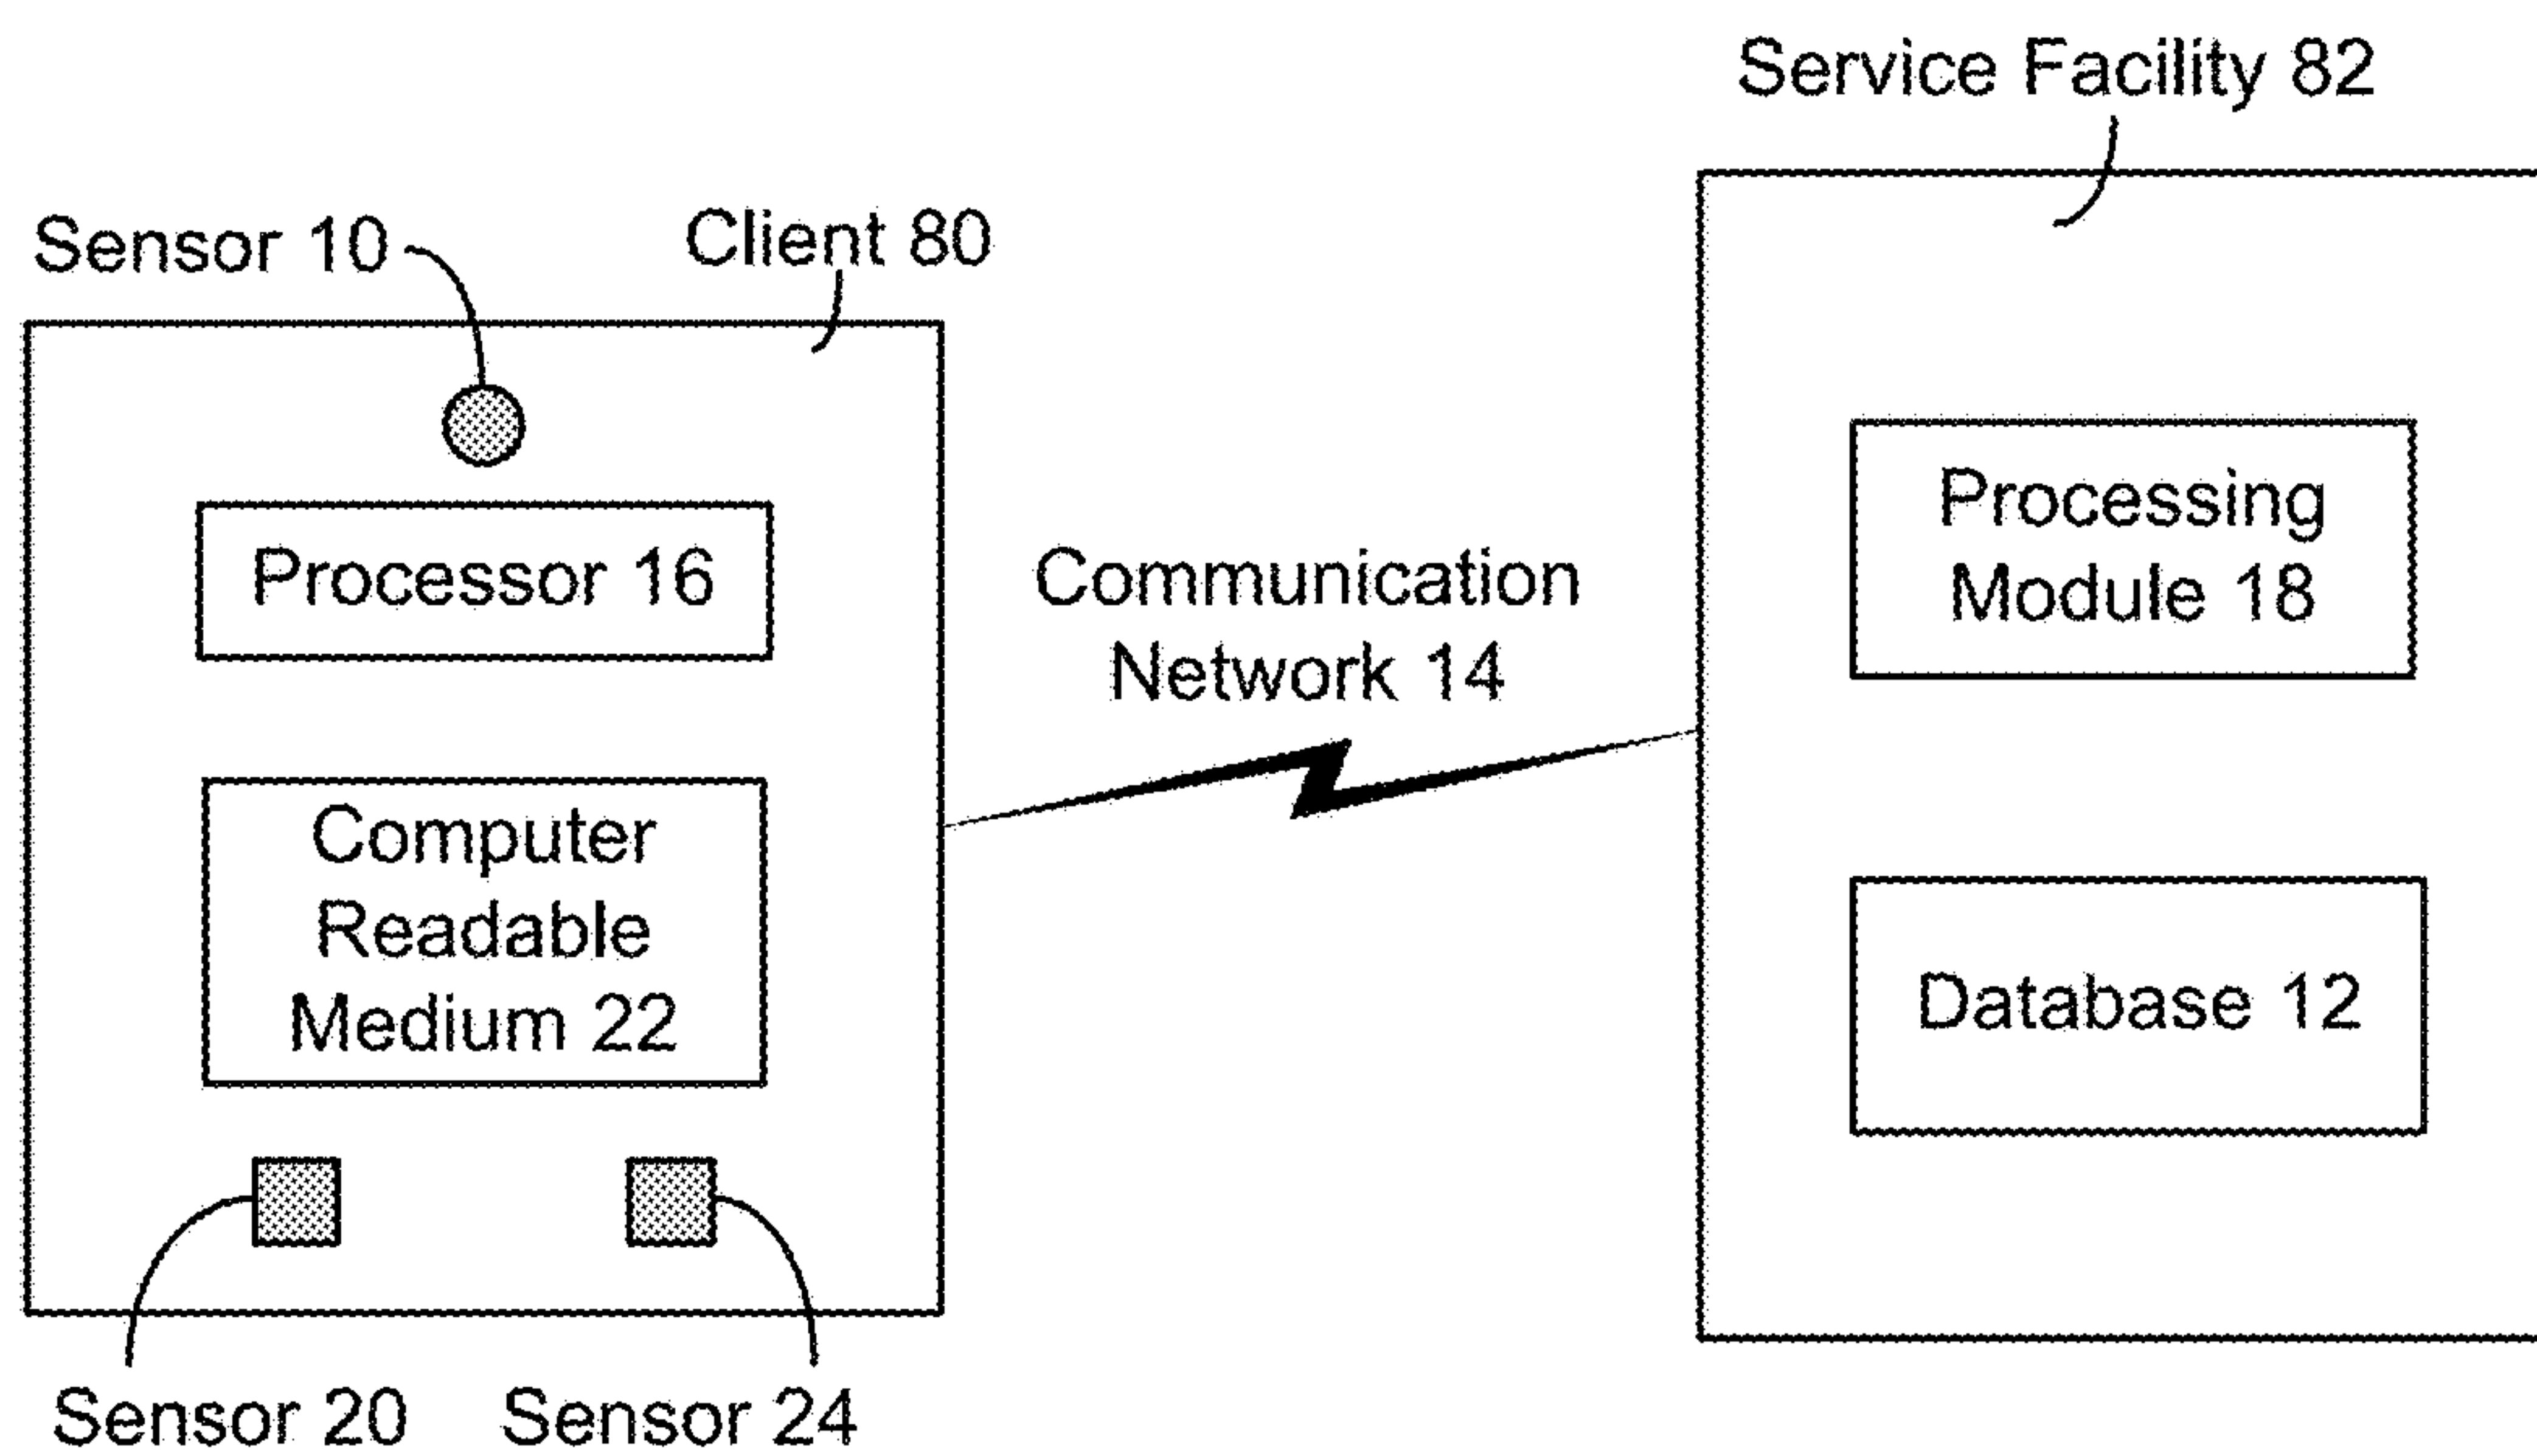 Service Facility 82
Sensor 10
Client 80
Processor 16
Computer
Readable
Medium 22
Sensor 20
Sensor 24
Communication
Network 14
Processing
Module 18
Database 12